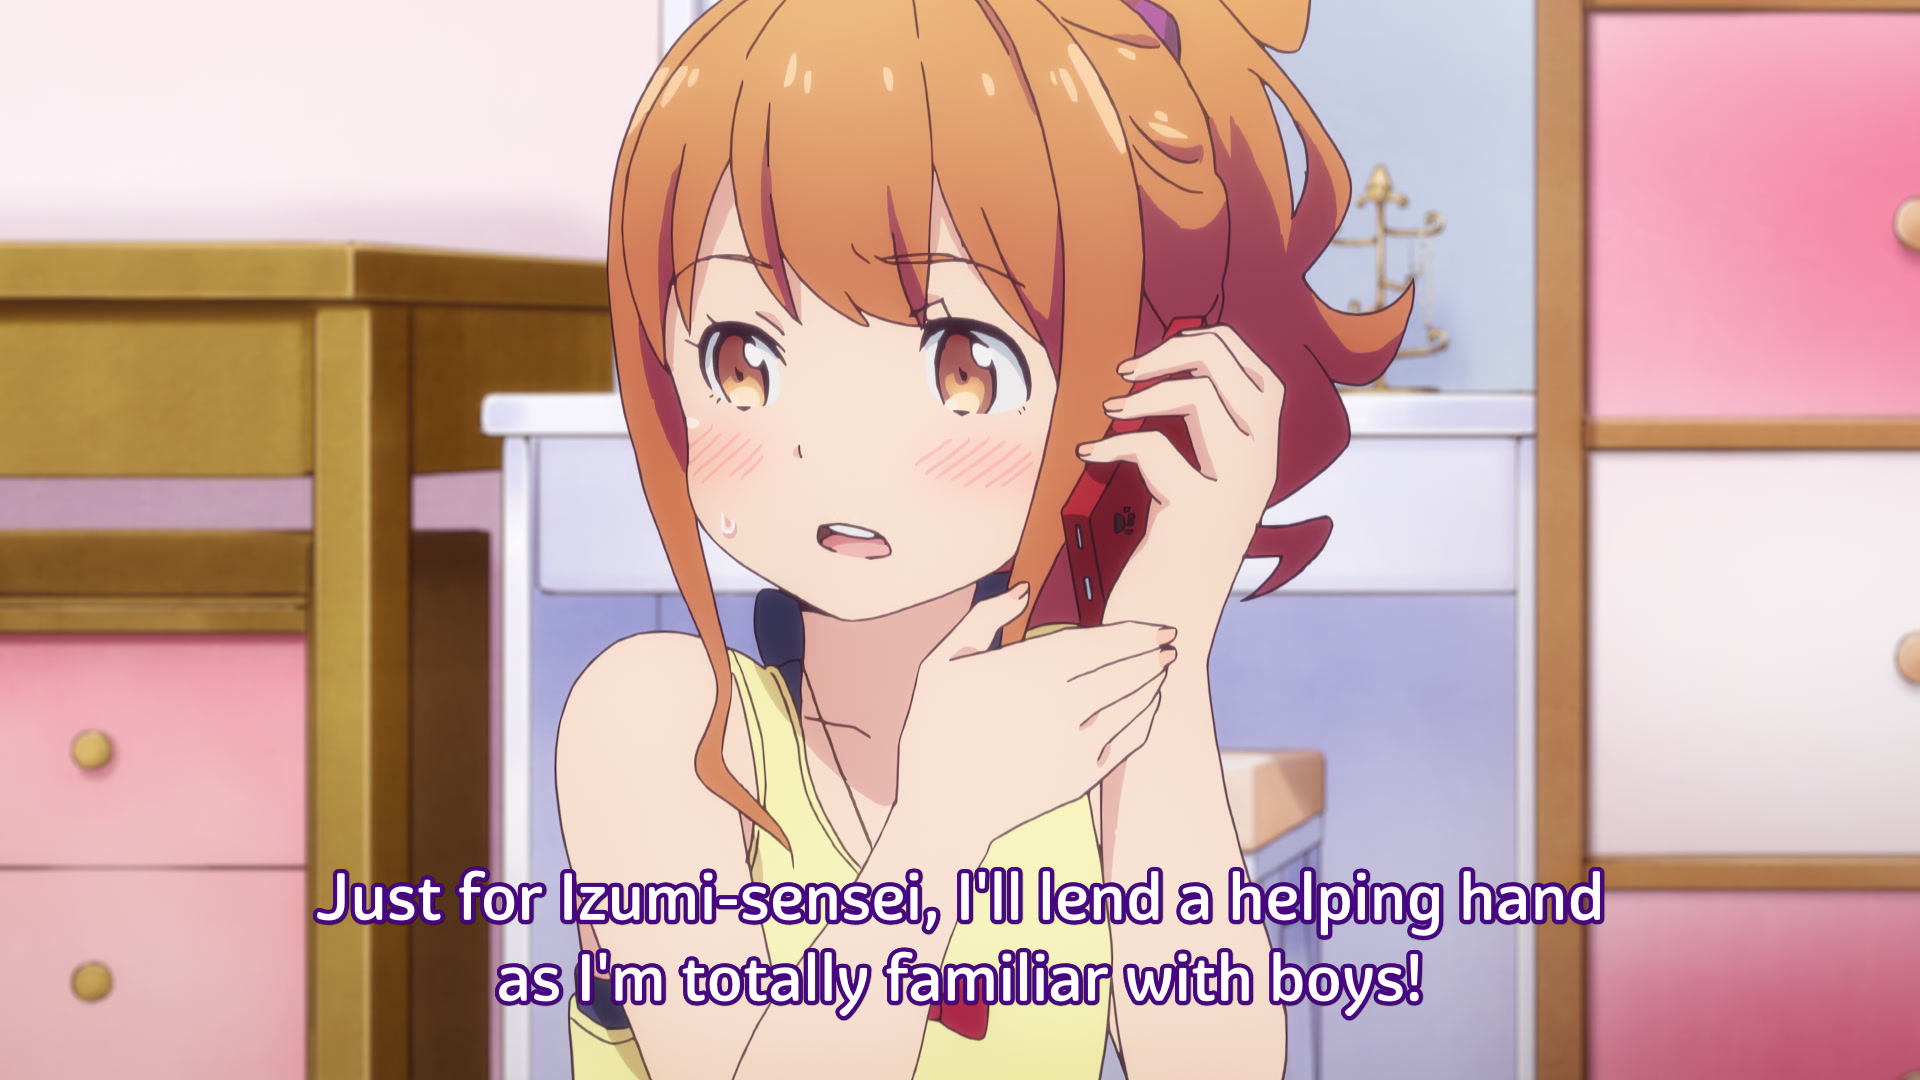 Just for Izumi-sensei, I'll lend a helping hand
as I'm totally familiar with boys!